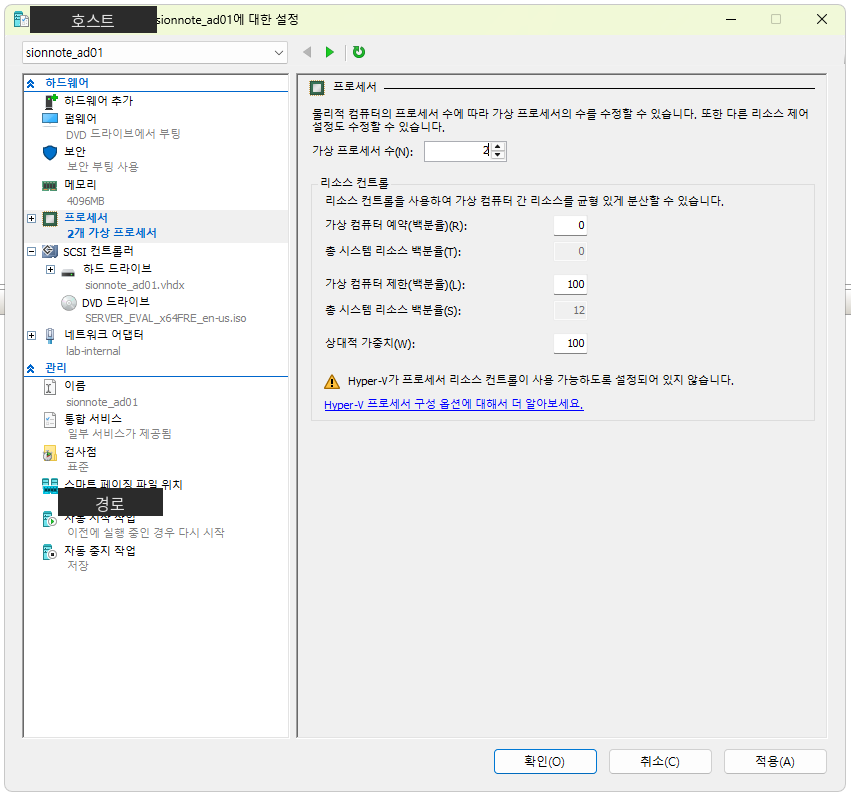 호스트
sionnote_ad01에 대한 설정
sionnote_ad01
하드웨어
하드웨어 추가
펌웨어
DVD 드라이브에서 부팅
보안
보안 부팅 사용
메모리
4096MB
프로세서
2개 가상 프로세서
SCSI 컨트롤러
하드 드라이브
sionnote_ad01.vhdx
DVD 드라이브
SERVER_EVAL_x64FRE_en-us.iso
네트워크 어댑터
lab-internal
관리
이름
sionnote_ad01
통합 서비스
일부 서비스가 제공됨
검사점
표준
스마트 페이징 파일 위치
경로
자동 시작 작업
이전에 실행 중인 경우 다시 시작
자동 중지 작업
저장
프로세서
물리적 컴퓨터의 프로세서 수에 따라 가상 프로세서의 수를 수정할 수 있습니다. 또한 다른 리소스 제어
설정도 수정할 수 있습니다.
가상 프로세서 수(N): 2
리소스 컨트롤
리소스 컨트롤을 사용하여 가상 컴퓨터 간 리소스를 균형 있게 분산할 수 있습니다.
가상 컴퓨터 예약(백분율)(R): 0
총 시스템 리소스 백분율(T): 0
가상 컴퓨터 제한(백분율)(L): 100
총 시스템 리소스 백분율(S): 12
상대적 가중치(W): 100
Hyper-V가 프로세서 리소스 컨트롤이 사용 가능하도록 설정되어 있지 않습니다.
Hyper-V 프로세서 구성 옵션에 대해서 더 알아보세요.
확인(O)
취소(C)
적용(A)